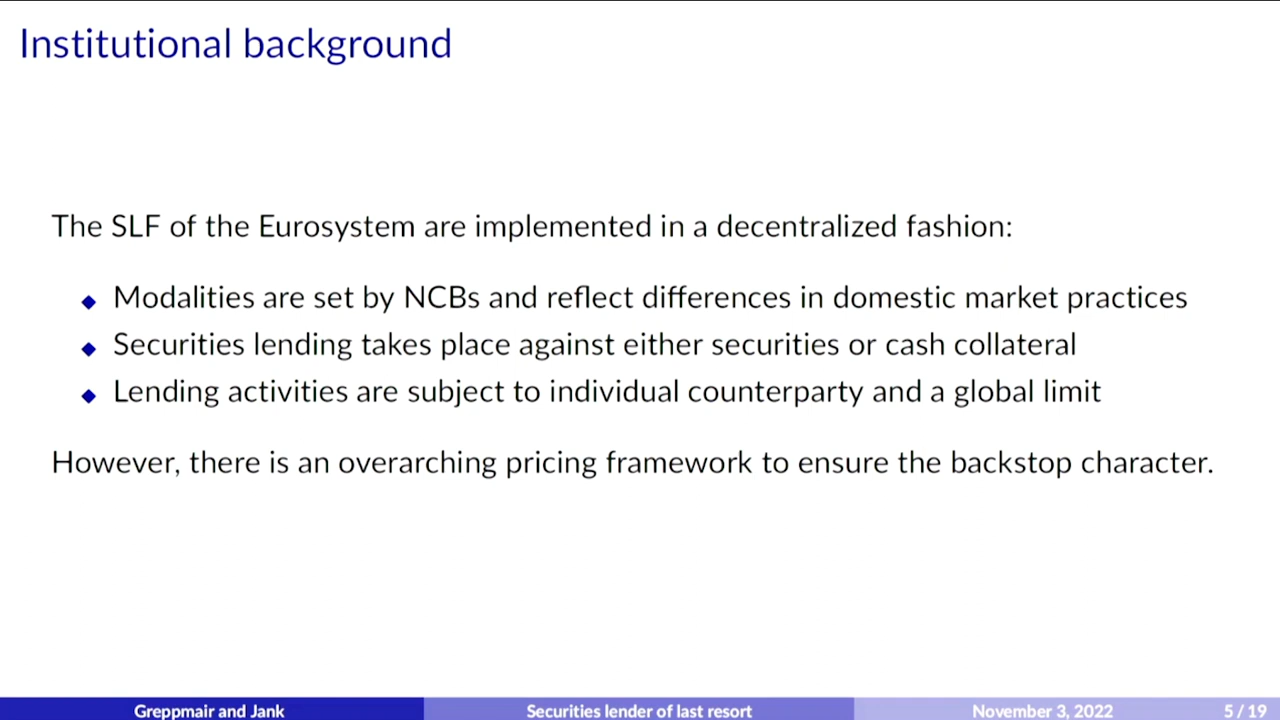 Institutional background
The SLF of the Eurosystem are implemented in a decentralized fashion:
Modalities are set by NCBs and reflect differences in domestic market practices
Securities lending takes place against either securities or cash collateral
Lending activities are subject to individual counterparty and a global limit
However, there is an overarching pricing framework to ensure the backstop character.
Greppmair and Jank Securities lender of last resort November 3, 2022 5 / 19